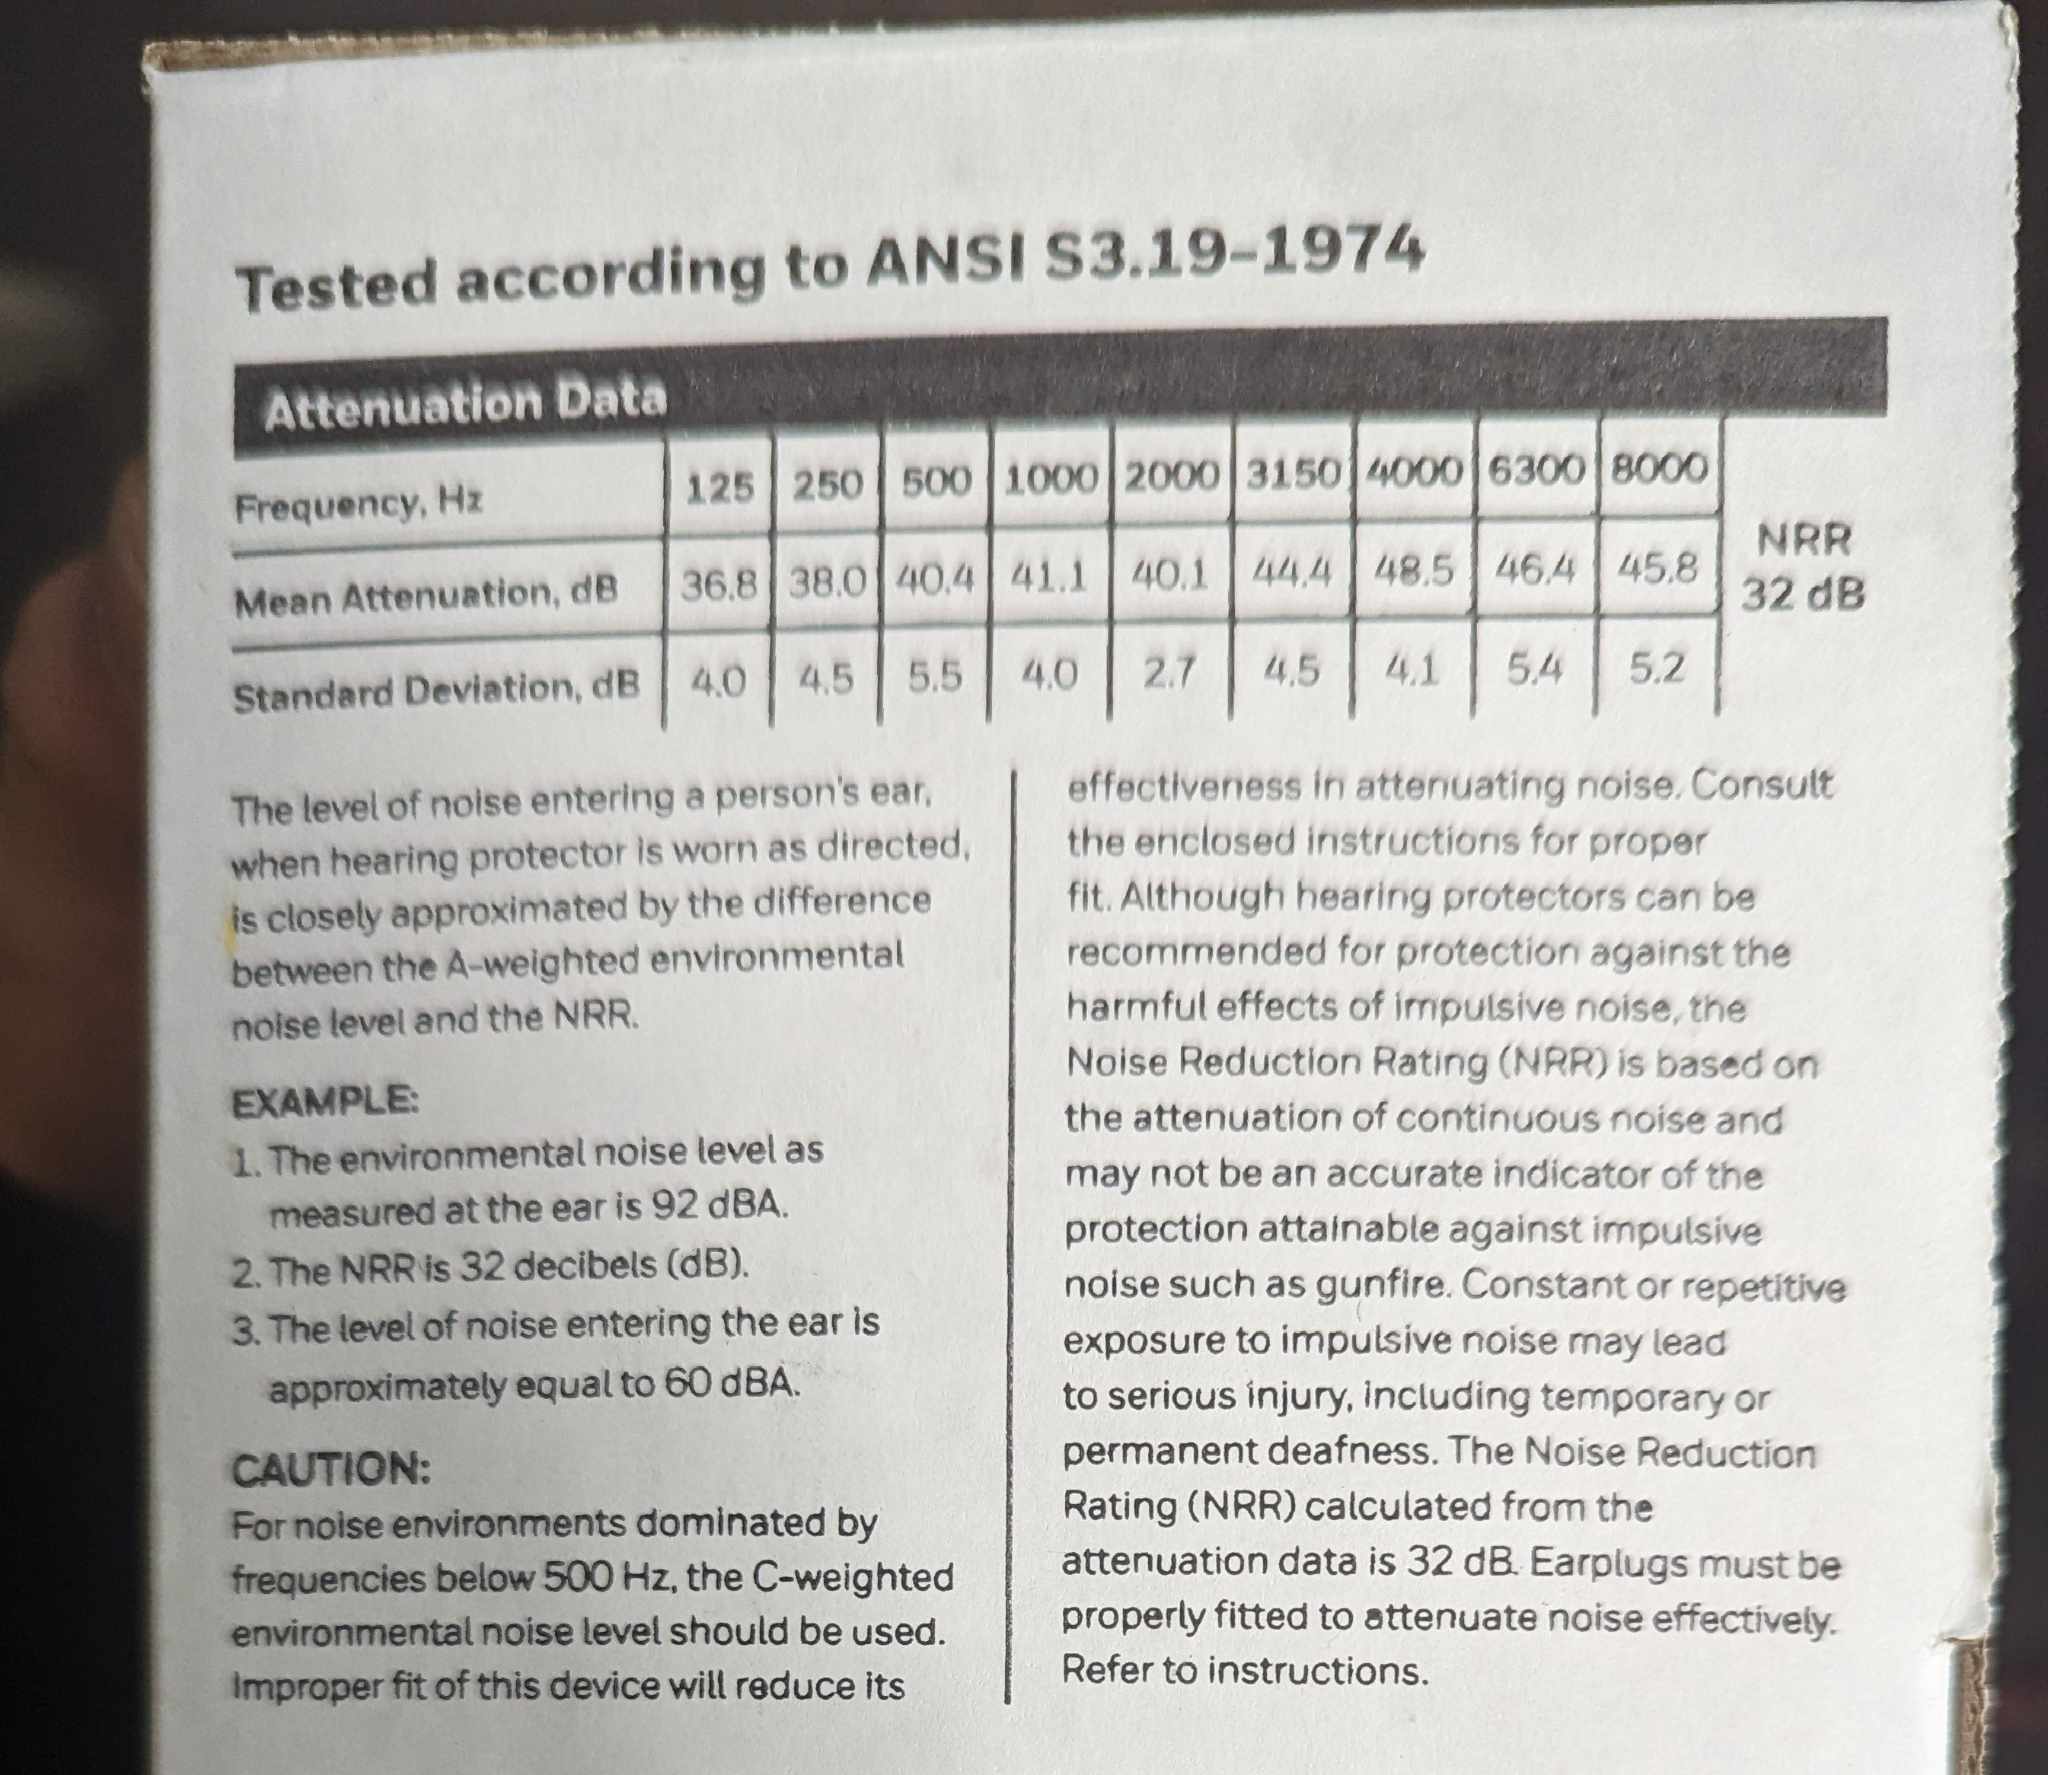 Tested according to ANSI S3.19-1974
Attenuation Data
Frequency, Hz 125 250 500 1000 2000 3150 4000 6300 8000
Mean Attenuation, dB 36.8 38.0 40.4 41.1 40.1 44.4 48.5 46.4 45.8
Standard Deviation, dB 4.0 4.5 5.5 4.0 2.7 4.5 4.1 5.4 5.2
NRR
32 dB
The level of noise entering a person's ear,
when hearing protector is worn as directed,
is closely approximated by the difference
between the A-weighted environmental
noise level and the NRR.
EXAMPLE:
1. The environmental noise level as
measured at the ear is 92 dBA.
2. The NRR is 32 decibels (dB).
3. The level of noise entering the ear is
approximately equal to 60 dBA.
CAUTION:
For noise environments dominated by
frequencies below 500 Hz, the C-weighted
environmental noise level should be used.
Improper fit of this device will reduce its
effectiveness in attenuating noise. Consult
the enclosed instructions for proper
fit. Although hearing protectors can be
recommended for protection against the
harmful effects of impulsive noise, the
Noise Reduction Rating (NRR) is based on
the attenuation of continuous noise and
may not be an accurate indicator of the
protection attainable against impulsive
noise such as gunfire. Constant or repetitive
exposure to impulsive noise may lead
to serious injury, including temporary or
permanent deafness. The Noise Reduction
Rating (NRR) calculated from the
attenuation data is 32 dB. Earplugs must be
properly fitted to attenuate noise effectively.
Refer to instructions.